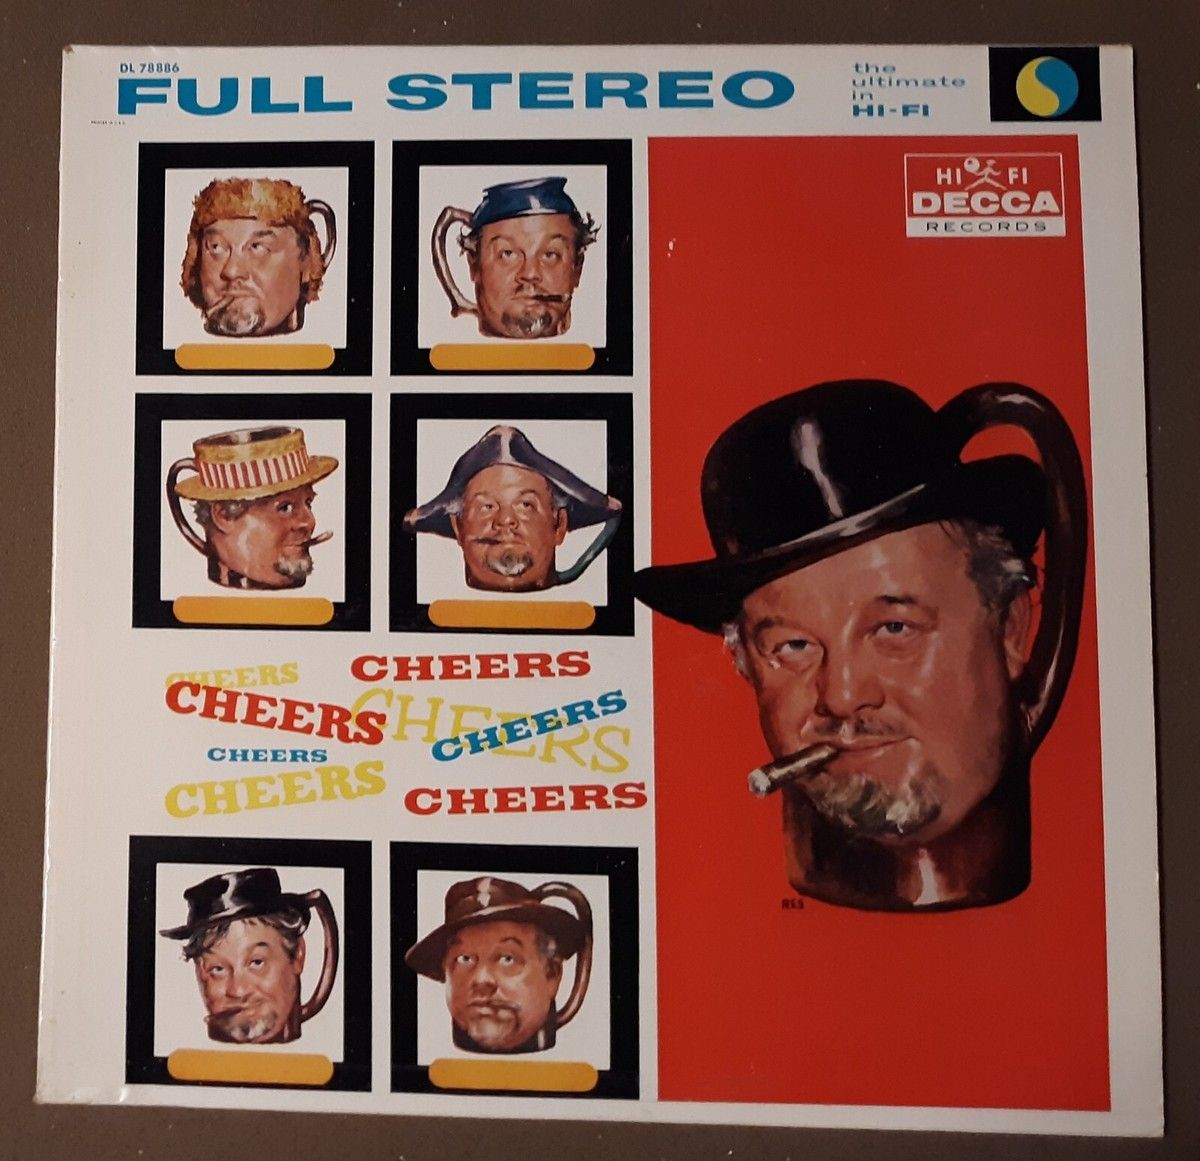 DL 78886
FULL STEREO
the
ultimate
in
HI-FI
HI FI
DECCA
RECORDS
CHEERS
CHEERS
CHEERS
CHEERS
CHEERS
CHEERS
CHEERS
CHEERS
RES